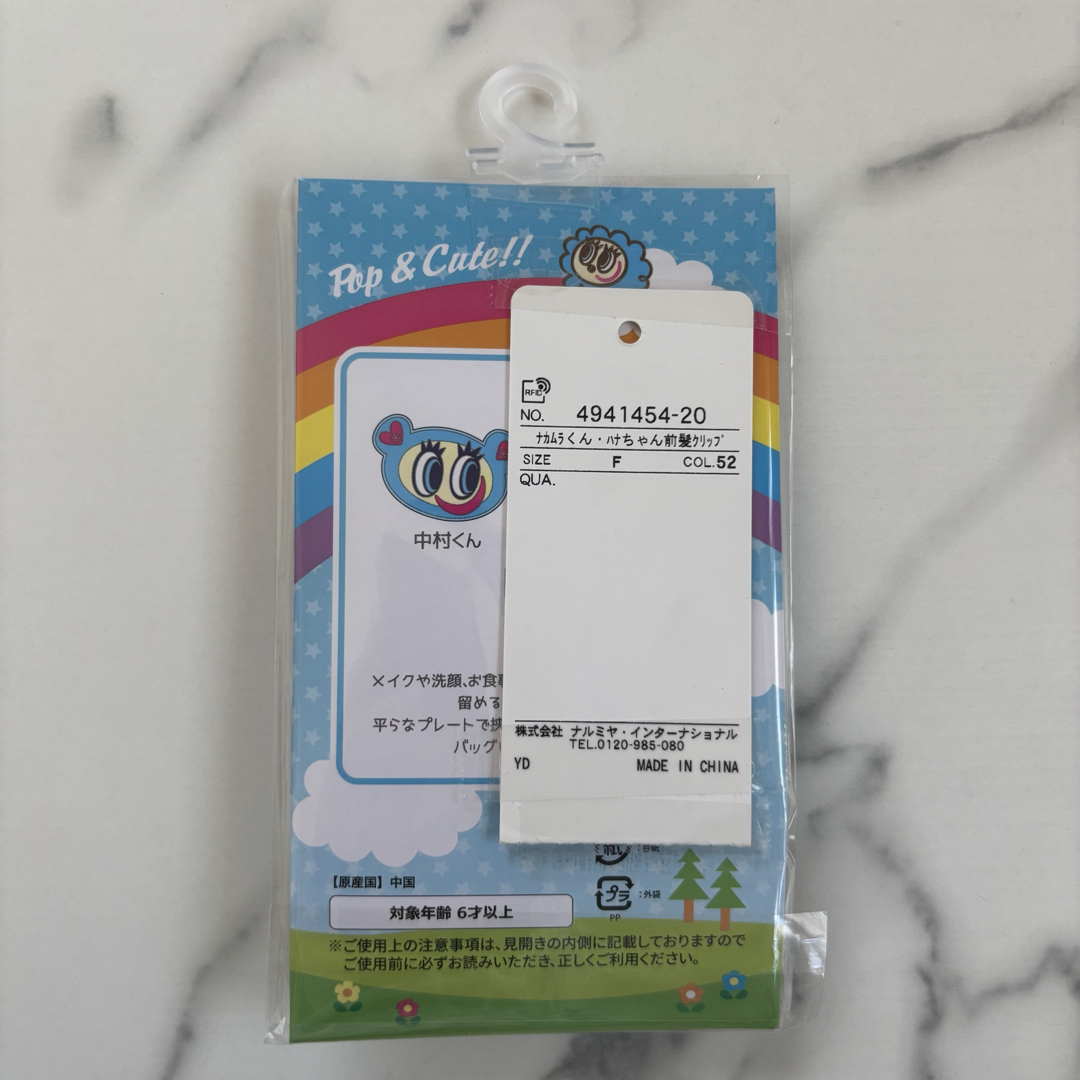 Pop & Cute!!
RFID
NO. 4941454-20
ﾅｶﾑﾗくん・ﾊﾅちゃん前髪ｸﾘｯﾌﾟ
SIZE F COL.52
QUA.
中村くん
メイクや洗顔、お食事
留める
平らなプレートで挟
バッグ
株式会社 ナルミヤ・インターナショナル
TEL.0120-985-080
YD MADE IN CHINA
【原産国】中国
プラ :外袋
PP
対象年齢 6才以上
※ご使用上の注意事項は、見開きの内側に記載しておりますので
ご使用前に必ずお読みいただき、正しくご利用ください。